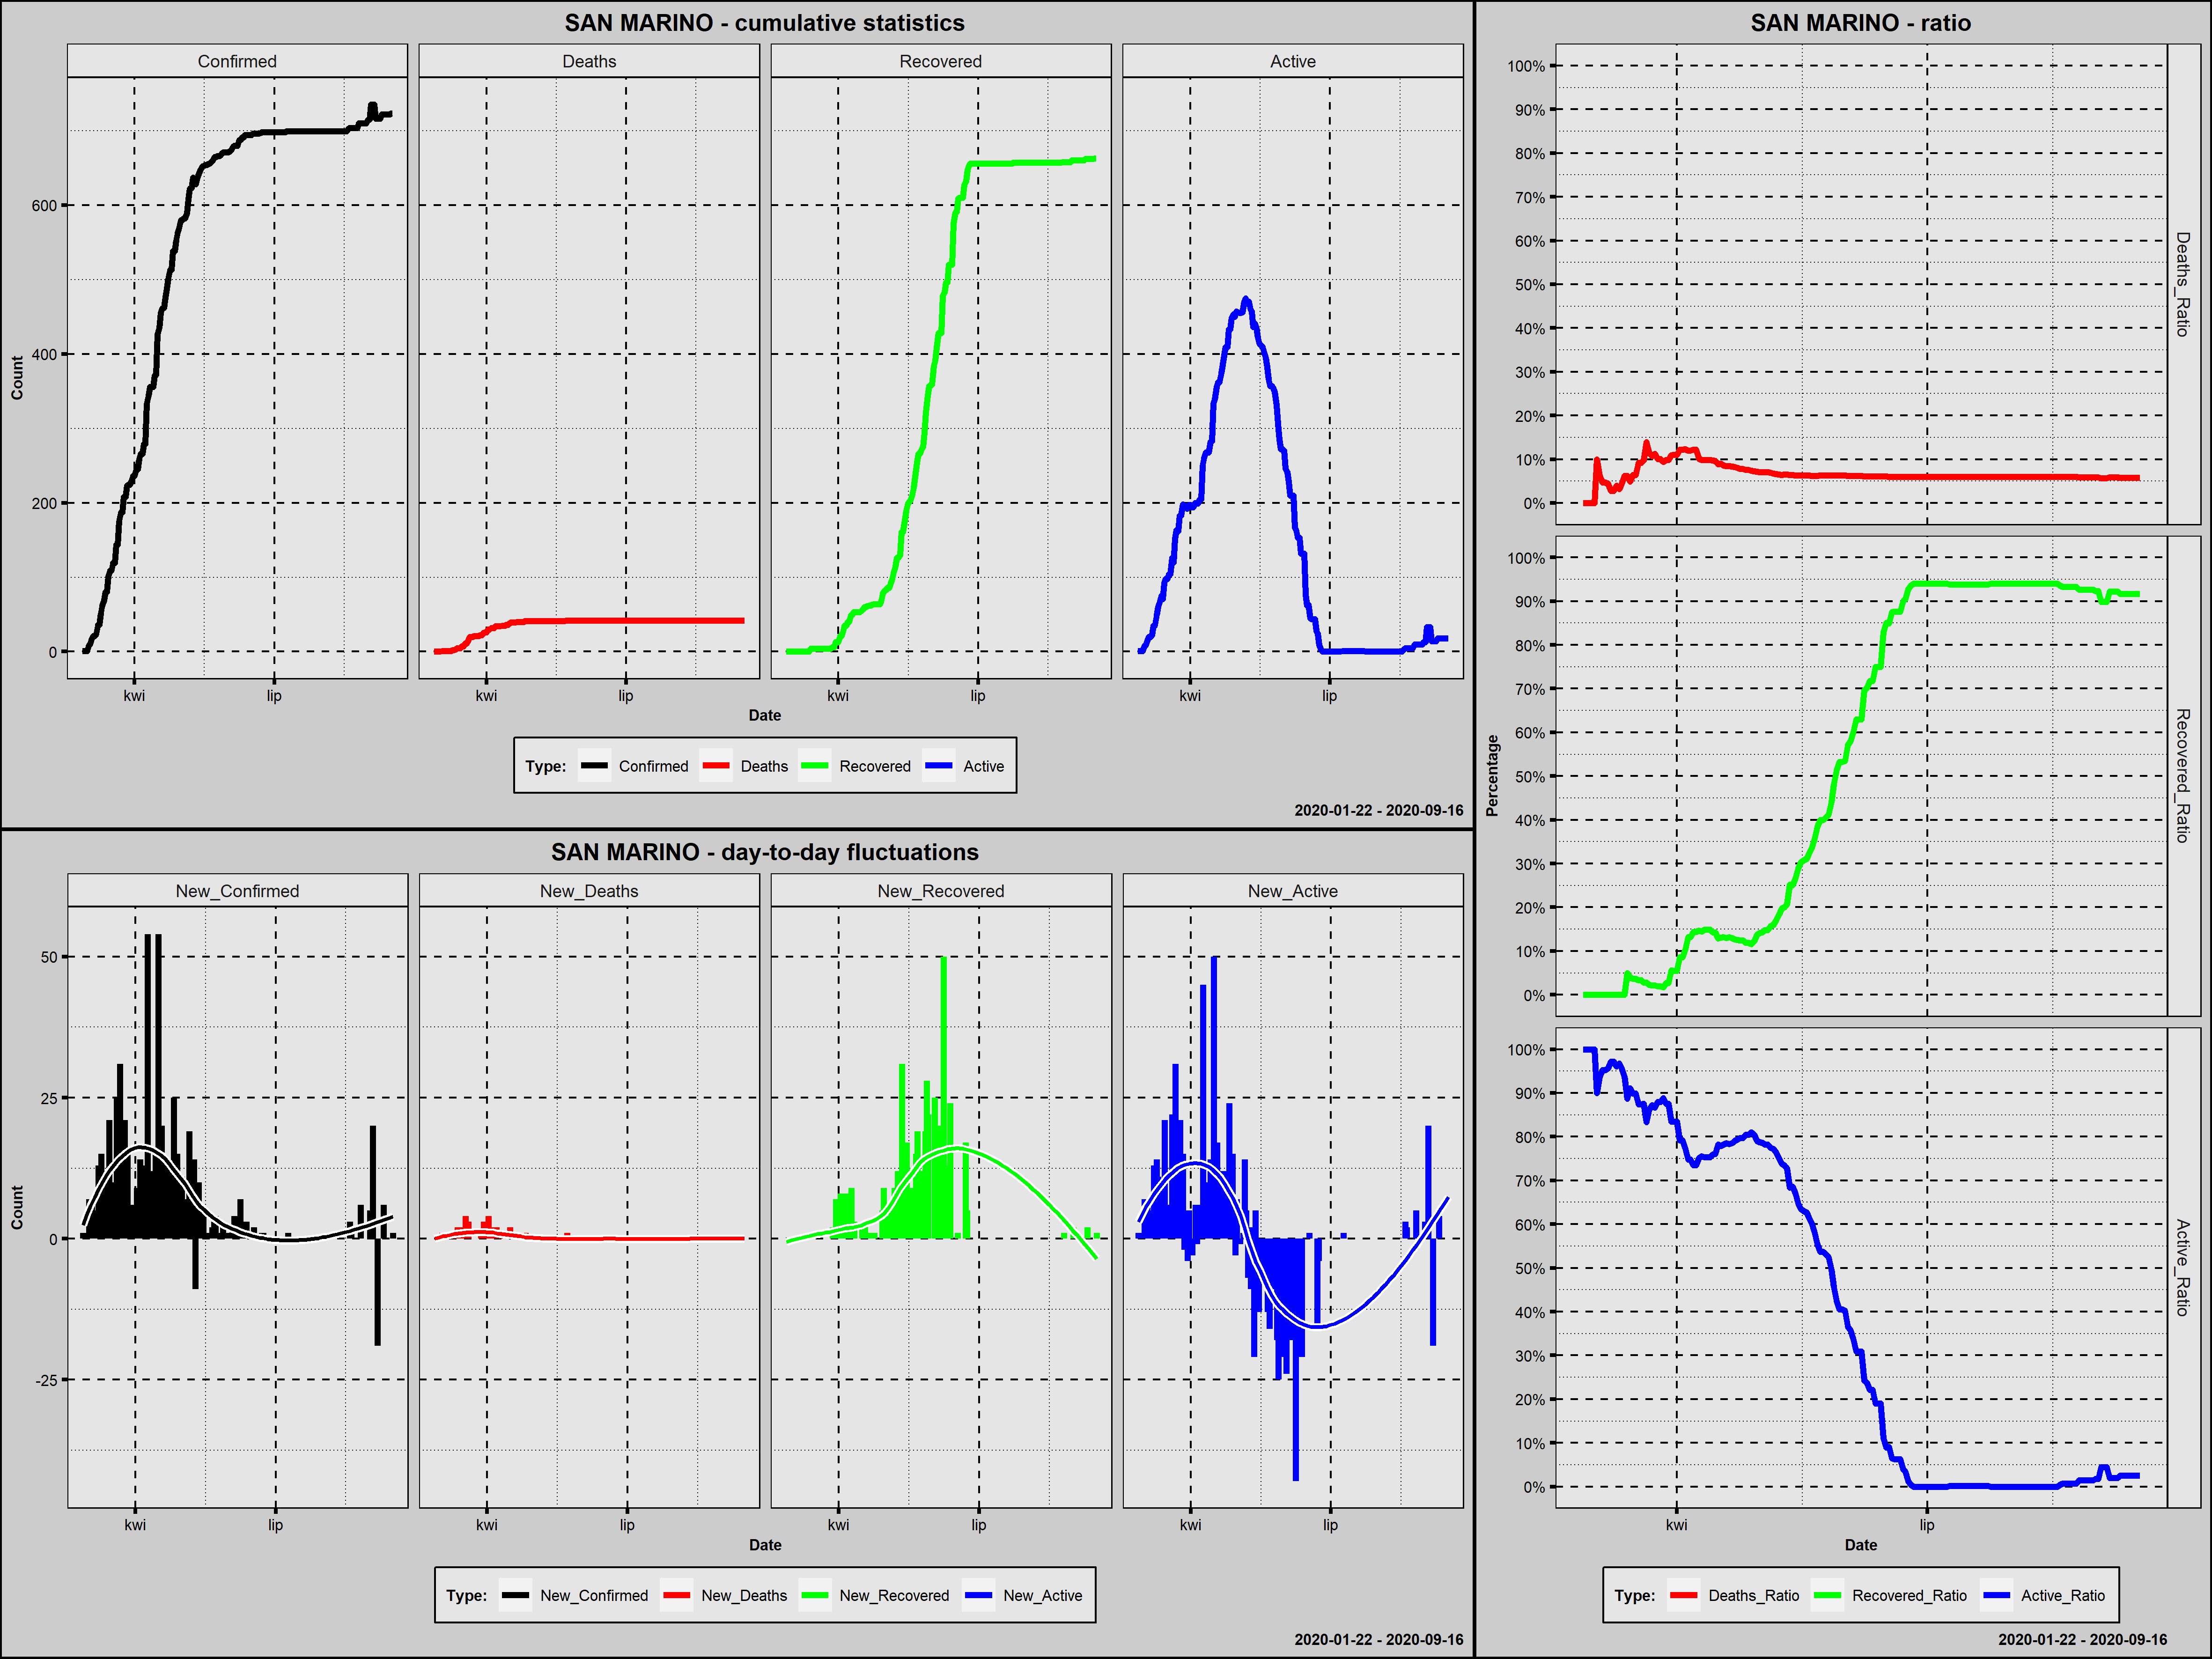 SAN MARINO - cumulative statistics
Confirmed Deaths Recovered Active
Count
600
400
200
0
kwi lip kwi lip kwi lip kwi lip
Date
Type: Confirmed Deaths Recovered Active
2020-01-22 - 2020-09-16
SAN MARINO - day-to-day fluctuations
New_Confirmed New_Deaths New_Recovered New_Active
Count
50
25
0
-25
kwi lip kwi lip kwi lip kwi lip
Date
Type: New_Confirmed New_Deaths New_Recovered New_Active
2020-01-22 - 2020-09-16
SAN MARINO - ratio
Percentage
100%
90%
80%
70%
60%
50%
40%
30%
20%
10%
0%
Deaths_Ratio
100%
90%
80%
70%
60%
50%
40%
30%
20%
10%
0%
Recovered_Ratio
100%
90%
80%
70%
60%
50%
40%
30%
20%
10%
0%
Active_Ratio
kwi lip
Date
Type: Deaths_Ratio Recovered_Ratio Active_Ratio
2020-01-22 - 2020-09-16